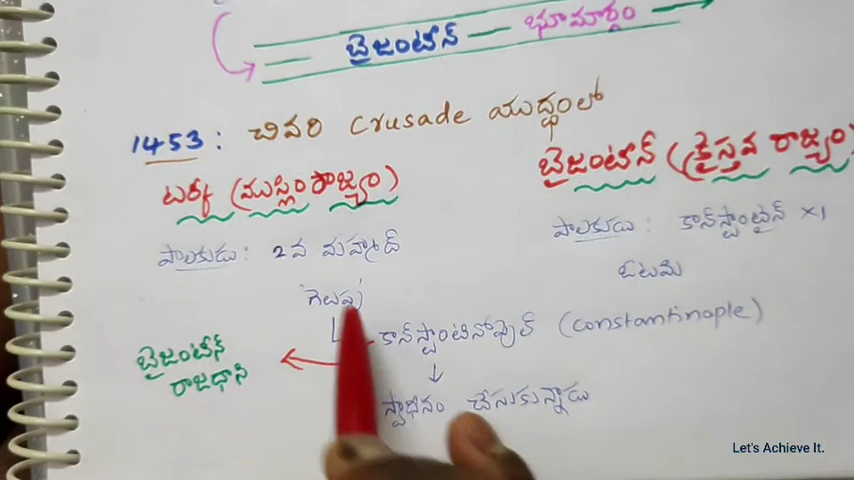 బైజంటీన్ — భూమార్గం
1453 : చివరి Crusade యుద్ధంలో
టర్కీ (ముస్లిం రాజ్యం)
బైజంటీన్ (క్రైస్తవ రాజ్యం)
పాలకుడు : 2వ మహ్మద్
పాలకుడు : కాన్‌స్టాంటైన్ XI
'గెలుపు'
ఓటమి
కాన్‌స్టాంటినోపుల్ (constantinople)
బైజంటీన్
రాజధాని
స్వాధీనం చేసుకున్నాడు
Let's Achieve It.